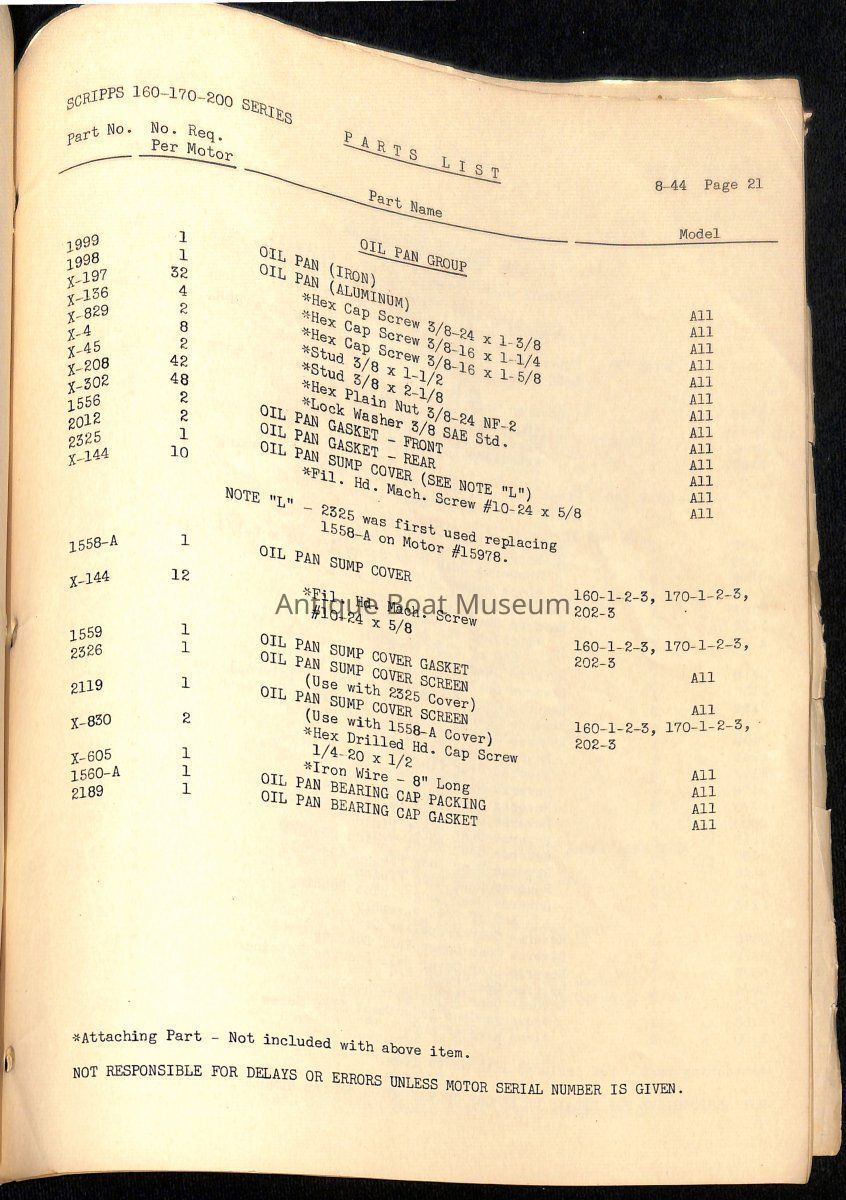 SCRIPPS 160-170-200 SERIES
PARTS LIST
8-44 Page 21
Part No. No. Req. Per Motor Part Name Model
OIL PAN GROUP
1999 1 OIL PAN (IRON) All
1998 1 OIL PAN (ALUMINUM) All
X-197 32 *Hex Cap Screw 3/8-24 x 1-3/8 All
X-136 4 *Hex Cap Screw 3/8-16 x 1-1/4 All
X-829 2 *Hex Cap Screw 3/8-16 x 1-5/8 All
X-4 8 *Stud 3/8 x 1-1/2 All
X-45 2 *Stud 3/8 x 2-1/8 All
X-208 42 *Hex Plain Nut 3/8-24 NF-2 All
X-302 48 *Lock Washer 3/8 SAE Std. All
1556 2 OIL PAN GASKET - FRONT All
2012 2 OIL PAN GASKET - REAR All
2325 1 OIL PAN SUMP COVER (SEE NOTE "L") All
X-144 10 *Fil. Hd. Mach. Screw #10-24 x 5/8 All
NOTE "L" - 2325 was first used replacing
1558-A on Motor #15978.
1558-A 1 OIL PAN SUMP COVER 160-1-2-3, 170-1-2-3,
202-3
X-144 12 *Fil. Hd. Mach. Screw 160-1-2-3, 170-1-2-3,
#10-24 x 5/8 202-3
1559 1 OIL PAN SUMP COVER GASKET All
2326 1 OIL PAN SUMP COVER SCREEN All
(Use with 2325 Cover)
2119 1 OIL PAN SUMP COVER SCREEN 160-1-2-3, 170-1-2-3,
(Use with 1558-A Cover) 202-3
X-830 2 *Hex Drilled Hd. Cap Screw All
1/4-20 x 1/2
X-605 1 *Iron Wire - 8" Long All
1560-A 1 OIL PAN BEARING CAP PACKING All
2189 1 OIL PAN BEARING CAP GASKET All
Antique Boat Museum
*Attaching Part - Not included with above item.
NOT RESPONSIBLE FOR DELAYS OR ERRORS UNLESS MOTOR SERIAL NUMBER IS GIVEN.